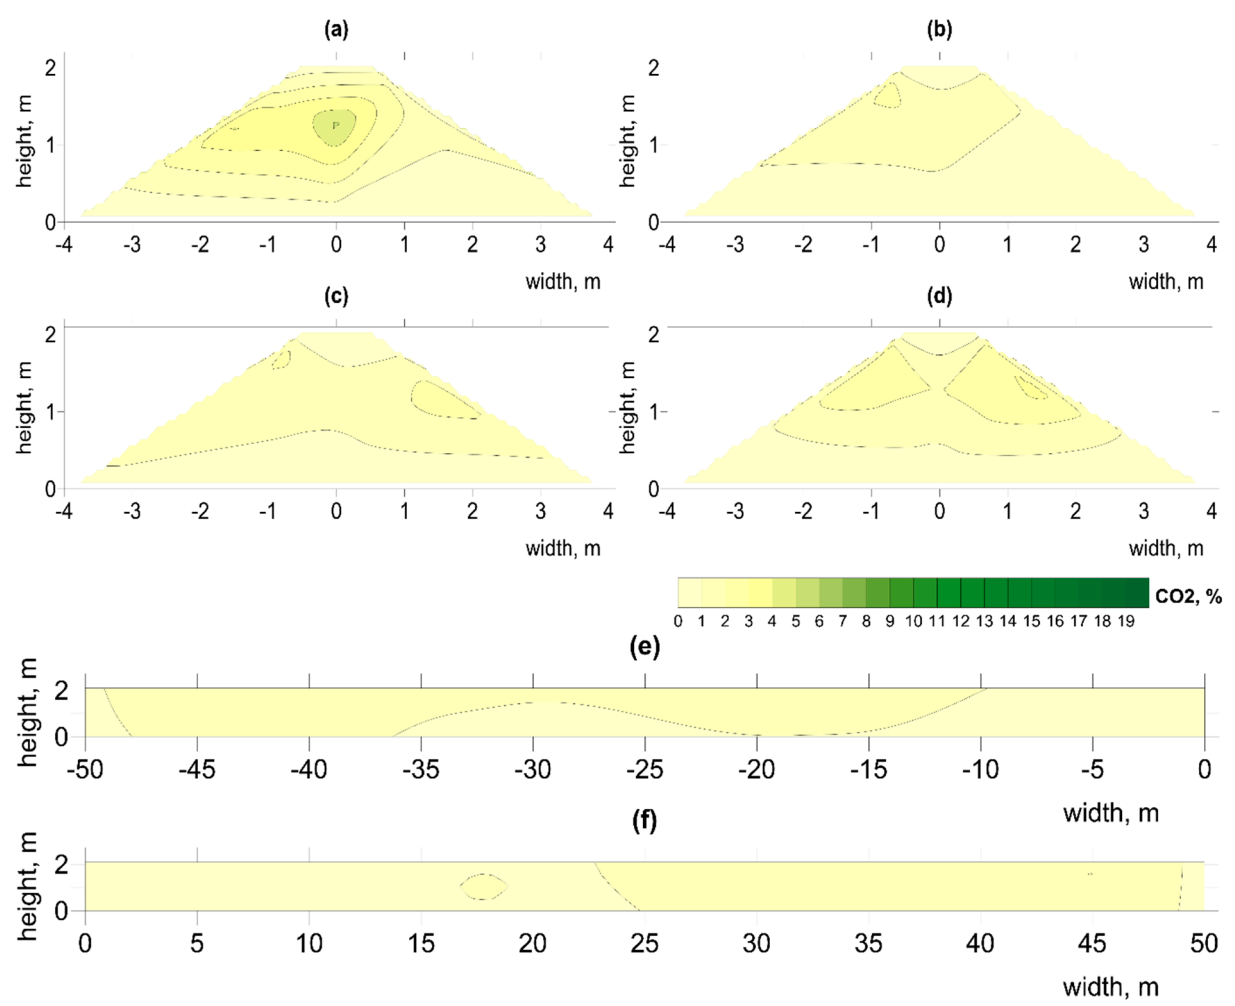 (a) (b)
height, m 2 1 0 height, m 2 1 0
P
-4 -3 -2 -1 0 1 2 3 4 -4 -3 -2 -1 0 1 2 3 4
width, m width, m
(c) (d)
height, m 2 1 0 height, m 2 1 0
-4 -3 -2 -1 0 1 2 3 4 -4 -3 -2 -1 0 1 2 3 4
width, m width, m
CO2, %
0 1 2 3 4 5 6 7 8 9 10 11 12 13 14 15 16 17 18 19
(e)
height, m 2 0
-50 -45 -40 -35 -30 -25 -20 -15 -10 -5 0
width, m
(f)
height, m 2 0
0 5 10 15 20 25 30 35 40 45 50
width, m